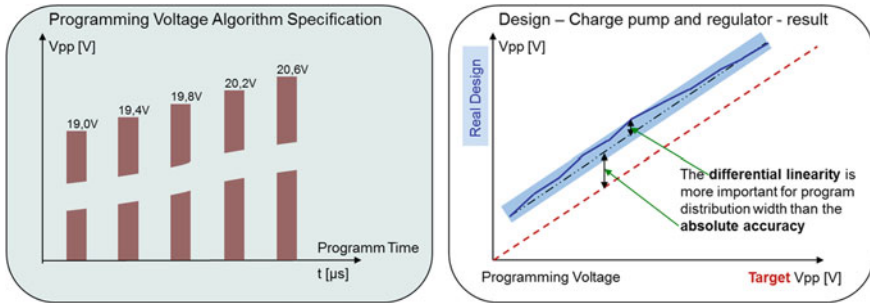 Programming Voltage Algorithm Specification
Vpp [V]
19,0V
19,4V
19,8V
20,2V
20,6V
Programm Time
t [µs]
Design – Charge pump and regulator - result
Vpp [V]
Real Design
The differential linearity is
more important for program
distribution width than the
absolute accuracy
Programming Voltage
Target Vpp [V]